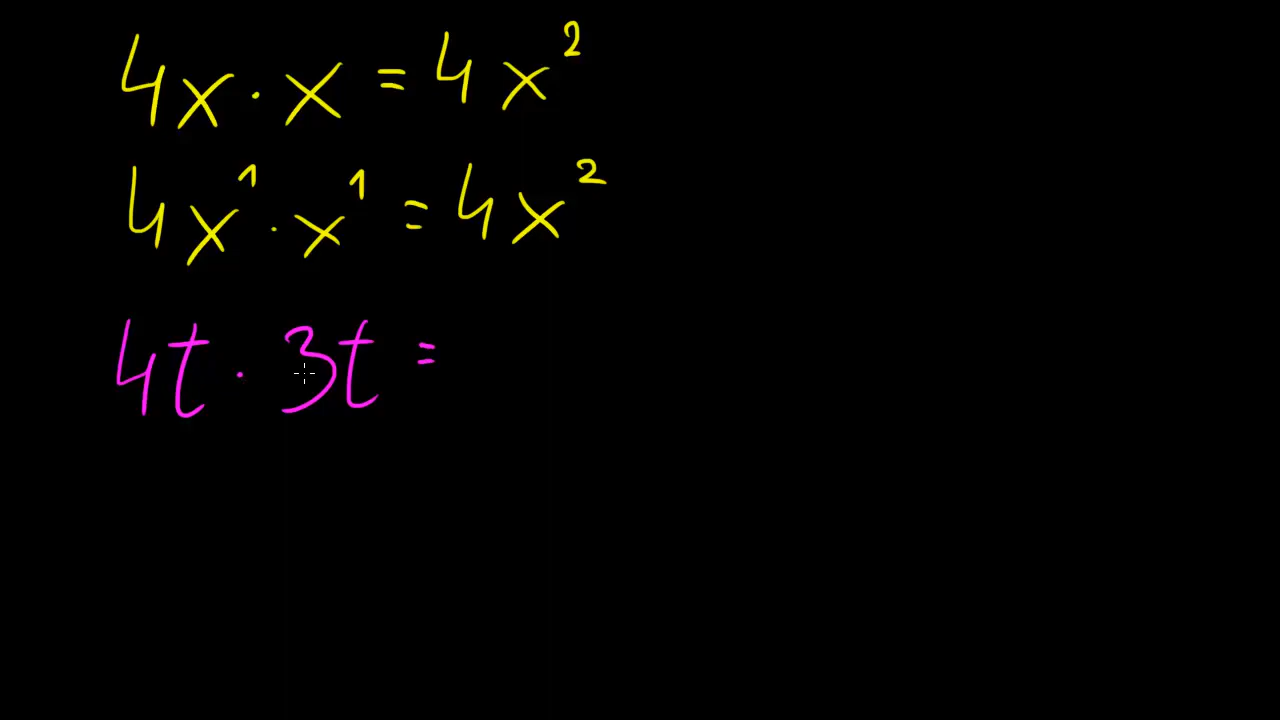 4x · x = 4x²
4x¹ · x¹ = 4x²
4t · 3t =